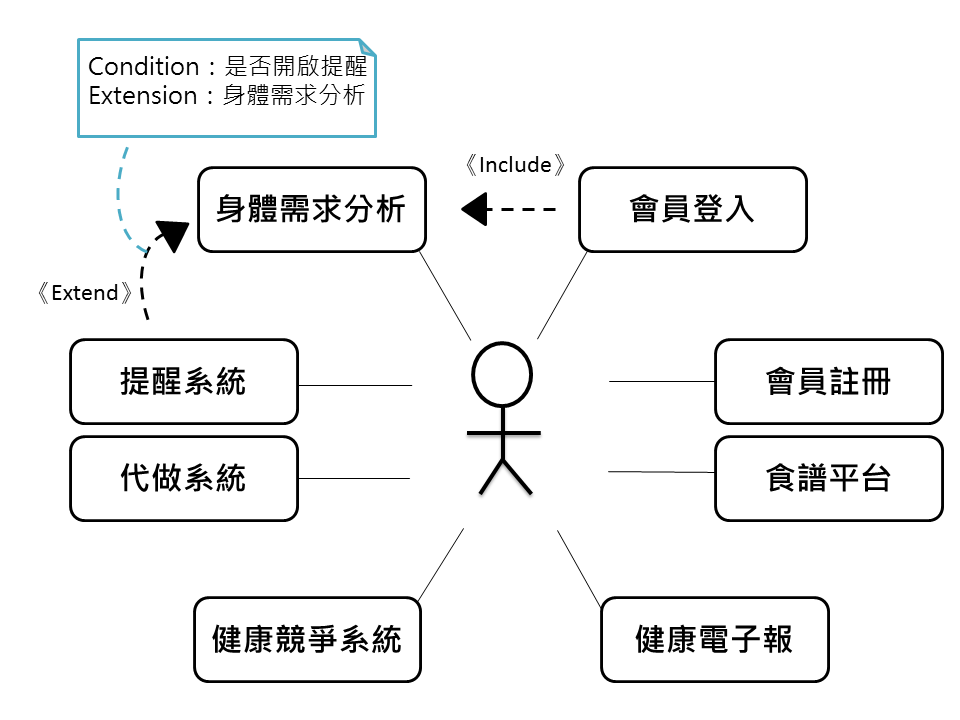 Condition：是否開啟提醒
Extension：身體需求分析
《Include》
身體需求分析
會員登入
《Extend》
提醒系統
會員註冊
代做系統
食譜平台
健康競爭系統
健康電子報